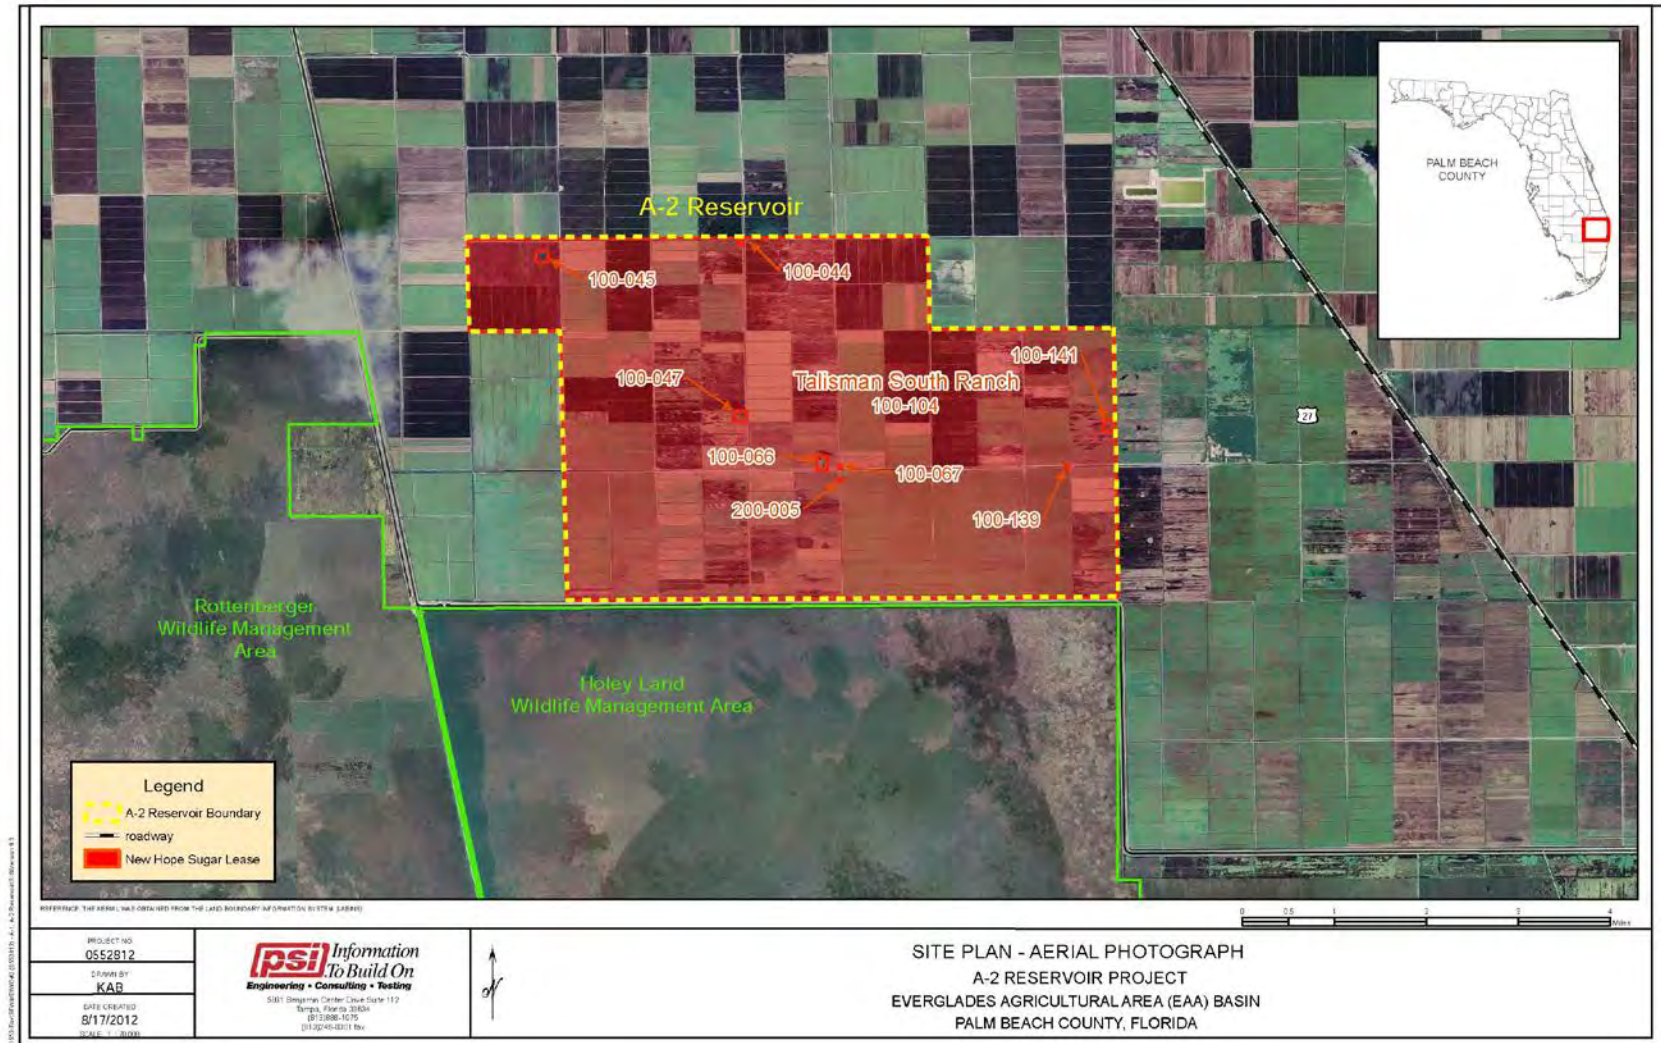 PALM BEACH
COUNTY
A-2 Reservoir
100-045
100-044
100-141
100-047
Talisman South Ranch
100-104
27
100-066
100-067
200-005
100-139
Rottenberger
Wildlife Management
Area
Holey Land
Wildlife Management Area
Legend
A-2 Reservoir Boundary
roadway
New Hope Sugar Lease
0 0.5 1 2 3 4
Miles
PROJECT NO
0552812
DRAWN BY
KAB
DATE CREATED
8/17/2012
psi Information
To Build On
Engineering • Consulting • Testing
Tampa, Florida
N
SITE PLAN - AERIAL PHOTOGRAPH
A-2 RESERVOIR PROJECT
EVERGLADES AGRICULTURAL AREA (EAA) BASIN
PALM BEACH COUNTY, FLORIDA